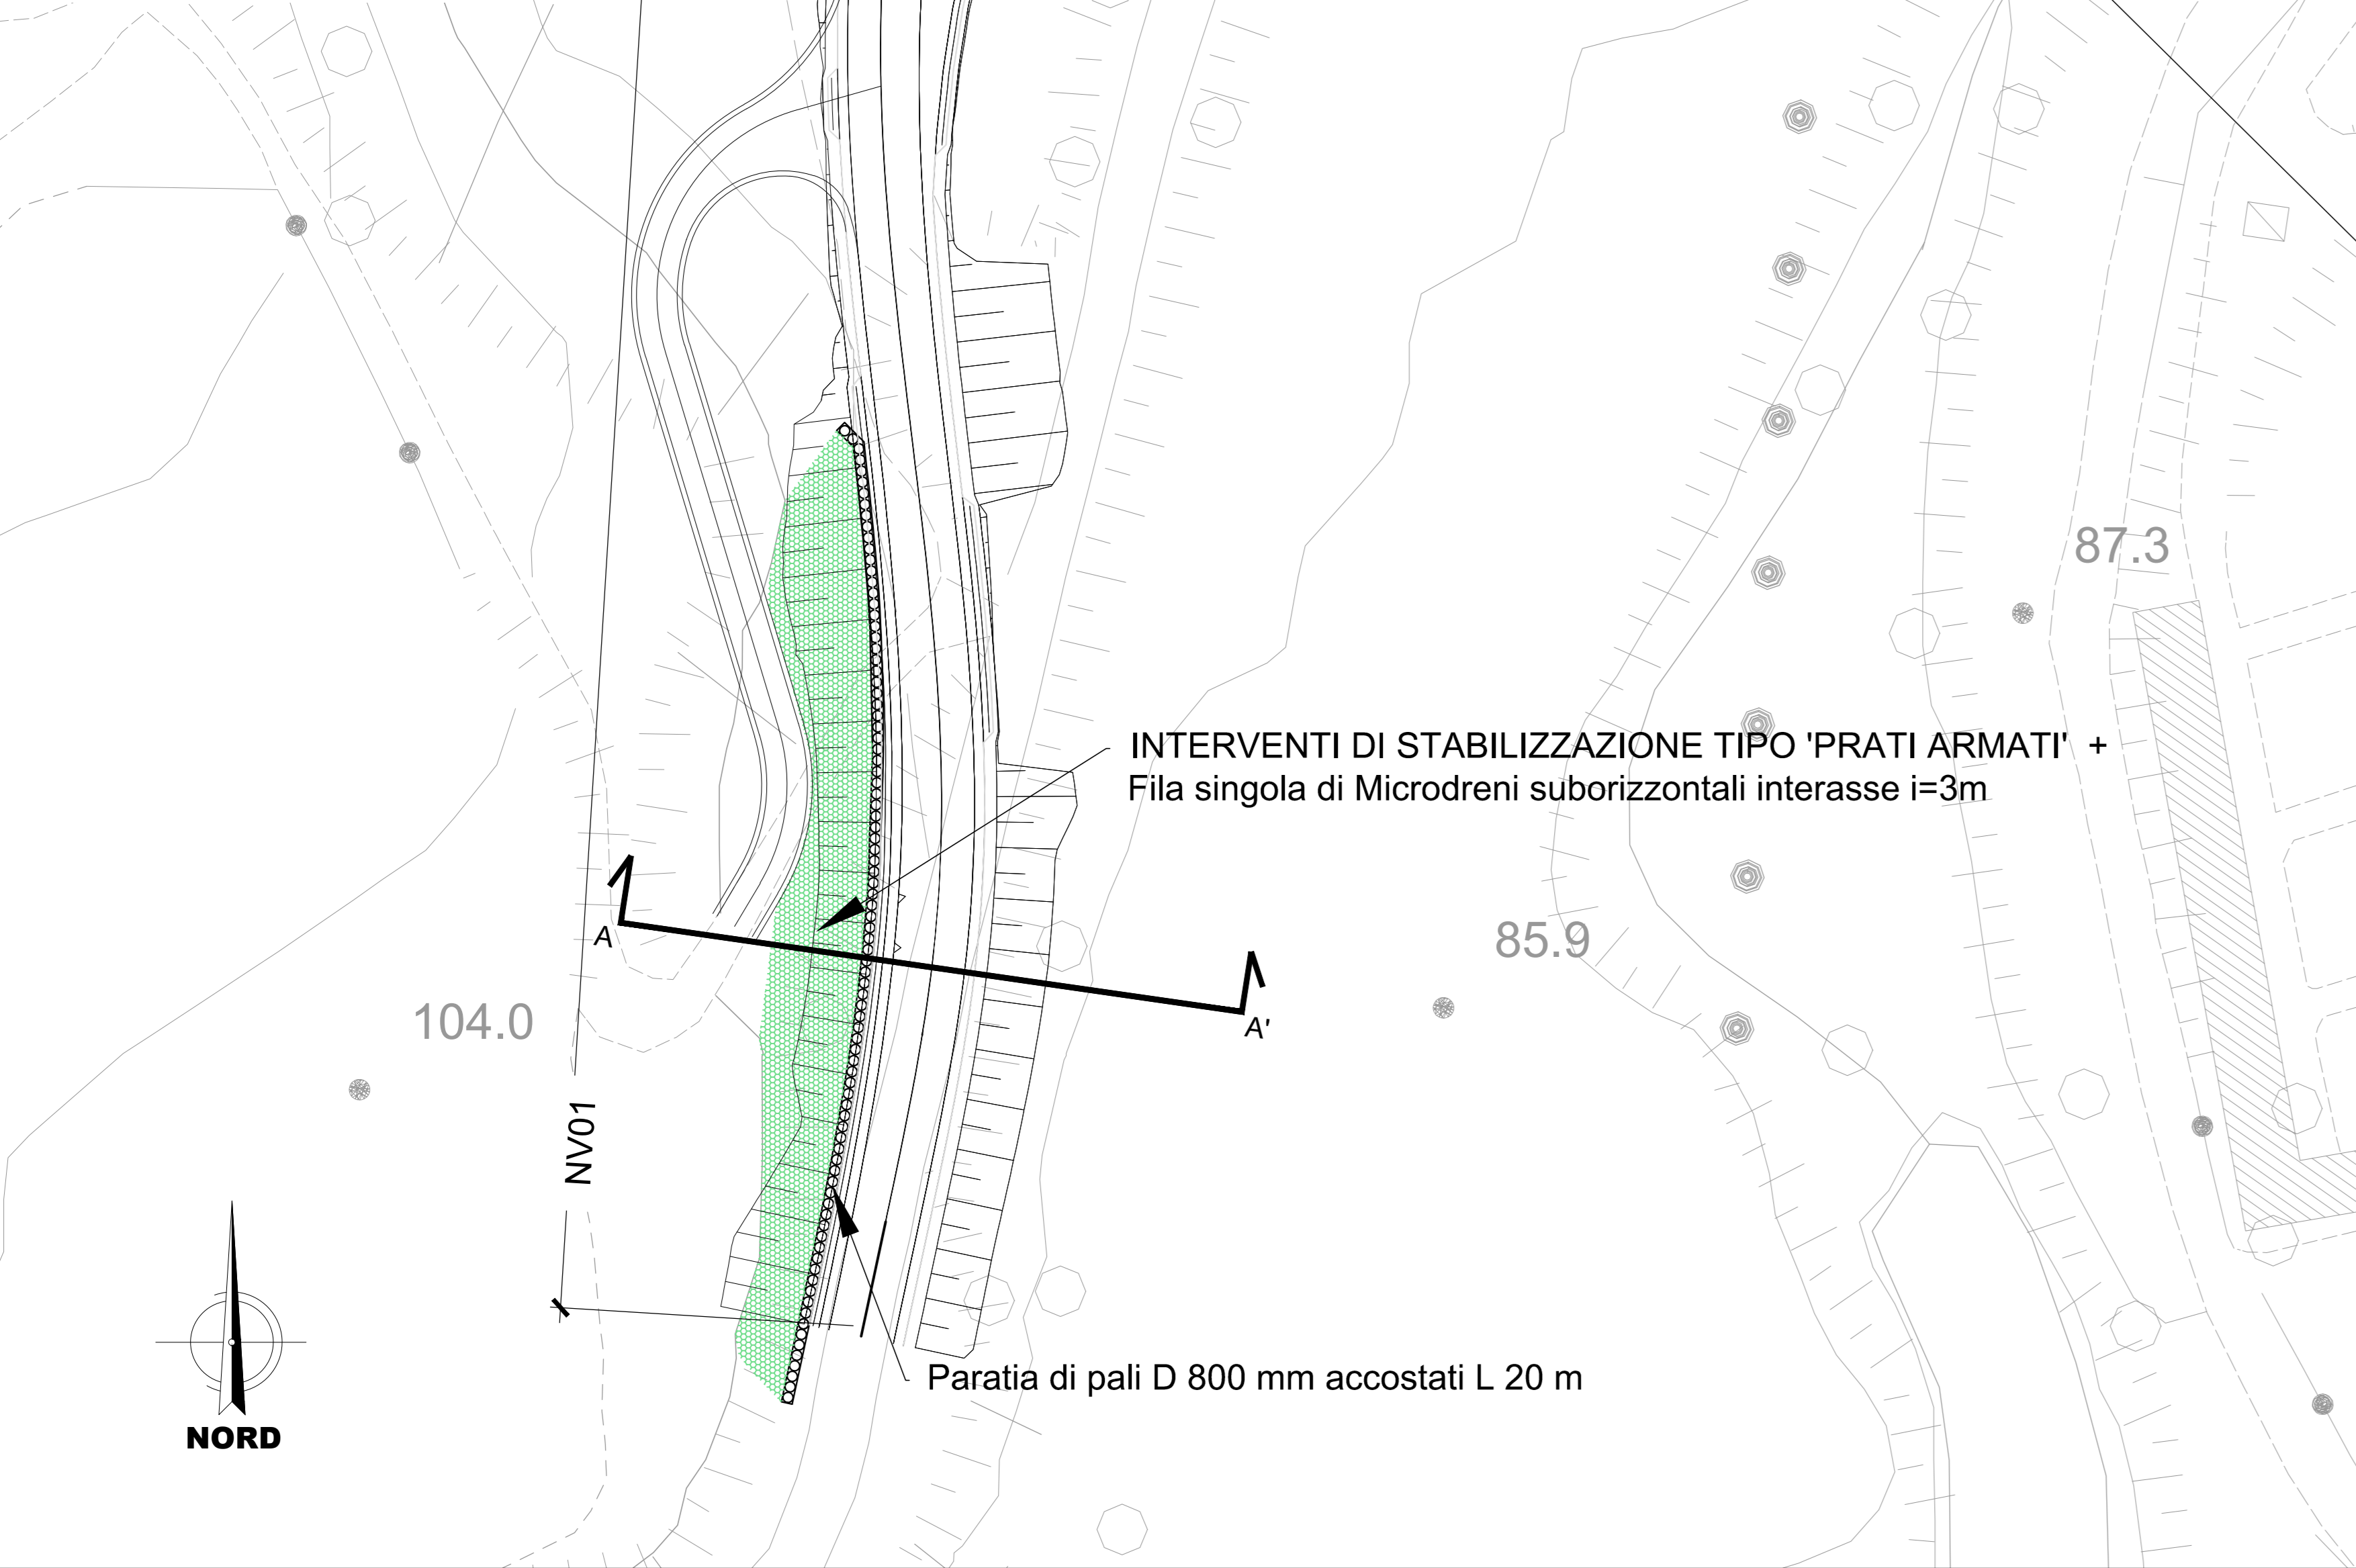 87.3
INTERVENTI DI STABILIZZAZIONE TIPO 'PRATI ARMATI' +
Fila singola di Microdreni suborizzontali interasse i=3m
A
85.9
104.0
A'
NV01
Paratia di pali D 800 mm accostati L 20 m
NORD